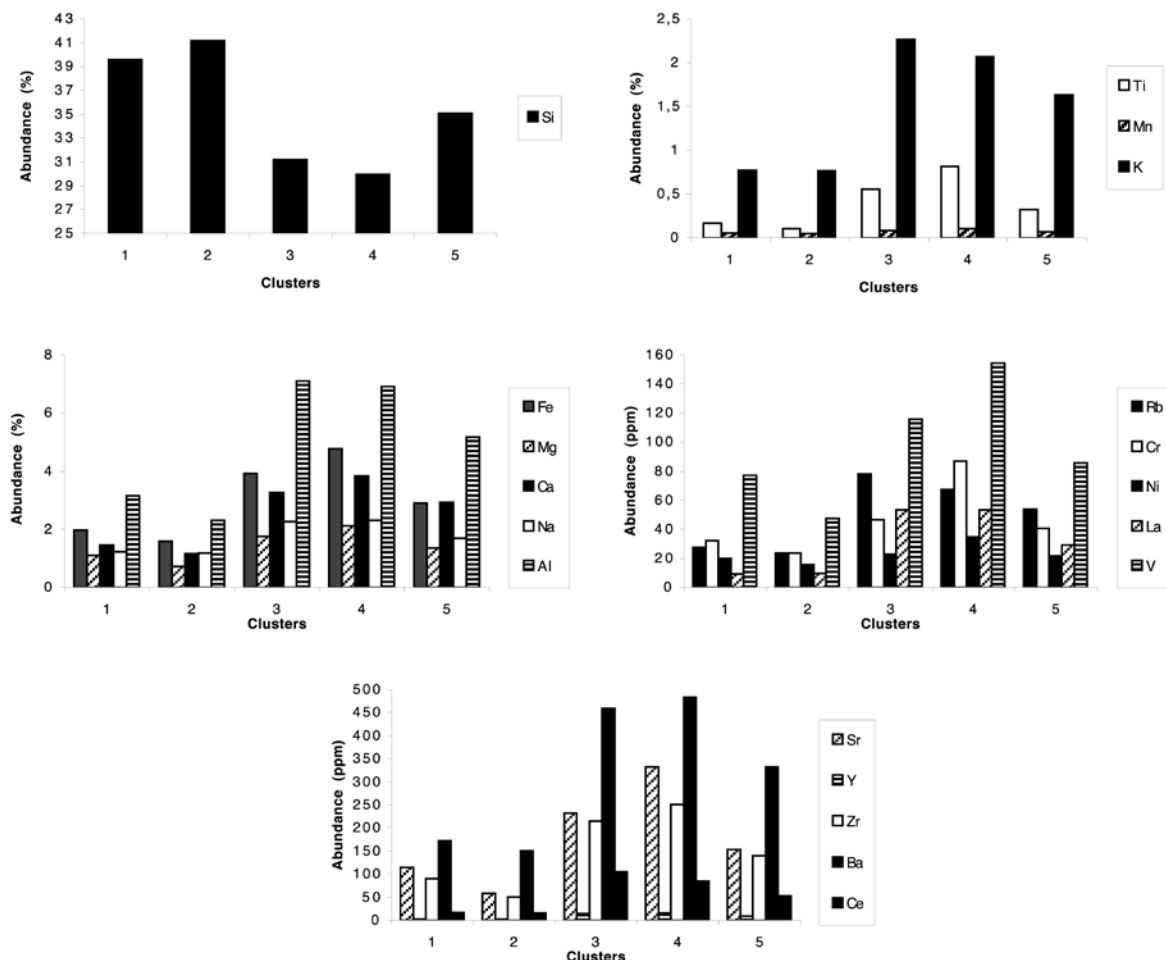 Abundance (%)
43
41
39
37
35
33
31
29
27
25
1 2 3 4 5
Clusters
Si
Abundance (%)
2,5
2
1,5
1
0,5
0
1 2 3 4 5
Clusters
Ti
Mn
K
Abundance (%)
8
6
4
2
0
1 2 3 4 5
Clusters
Fe
Mg
Ca
Na
Al
Abundance (ppm)
160
140
120
100
80
60
40
20
0
1 2 3 4 5
Clusters
Rb
Cr
Ni
La
V
Abundance (ppm)
500
450
400
350
300
250
200
150
100
50
0
1 2 3 4 5
Clusters
Sr
Y
Zr
Ba
Ce